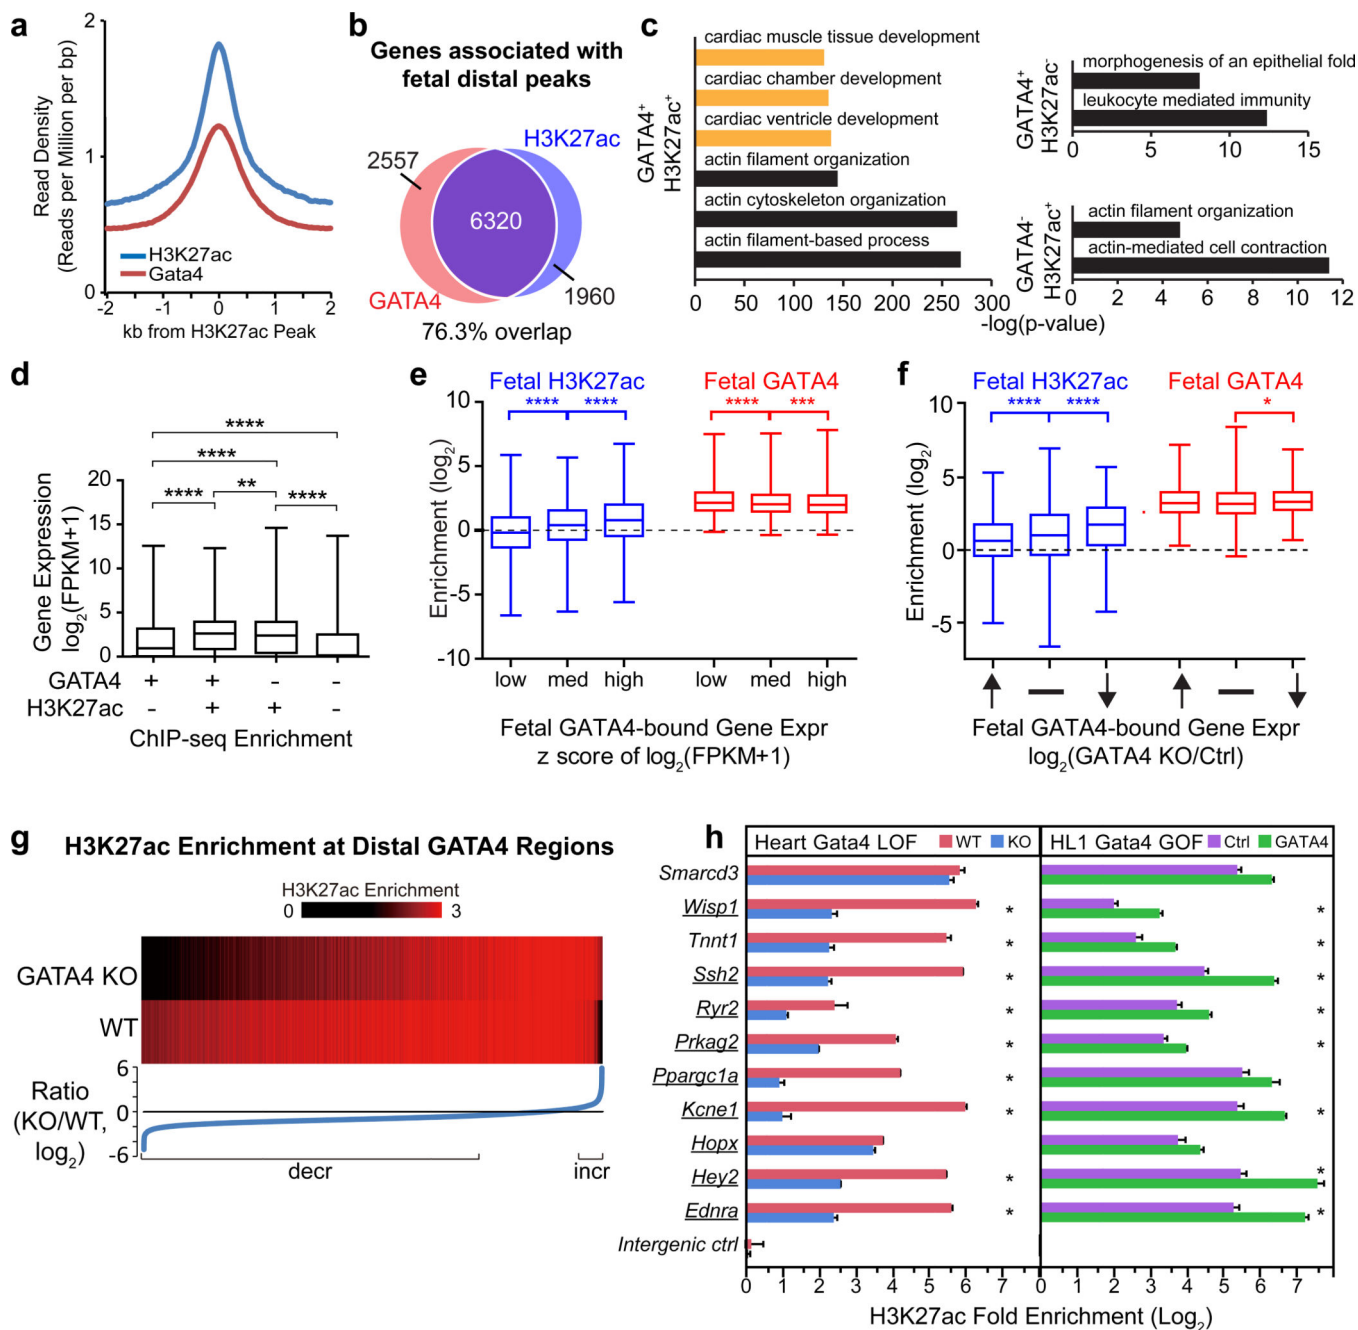 a
2
1
0
Read Density
(Reads per Million per bp)
H3K27ac
Gata4
-2 -1 0 1 2
kb from H3K27ac Peak
b
Genes associated with
fetal distal peaks
H3K27ac
2557
6320
GATA4
1960
76.3% overlap
c
GATA4+
H3K27ac+
cardiac muscle tissue development
cardiac chamber development
cardiac ventricle development
actin filament organization
actin cytoskeleton organization
actin filament-based process
0 50 100 150 200 250 300
-log(p-value)
GATA4+
H3K27ac-
morphogenesis of an epithelial fold
leukocyte mediated immunity
0 5 10 15
GATA4-
H3K27ac+
actin filament organization
actin-mediated cell contraction
0 2 4 6 8 10 12 14
d
****
****
**** ** ****
20
15
10
5
0
Gene Expression
log2(FPKM+1)
GATA4 + + - -
H3K27ac - + + -
ChIP-seq Enrichment
e
Fetal H3K27ac Fetal GATA4
**** **** **** ***
10
5
0
-5
-10
Enrichment (log2)
low med high low med high
Fetal GATA4-bound Gene Expr
z score of log2(FPKM+1)
f
Fetal H3K27ac Fetal GATA4
**** **** *
10
5
0
-5
Enrichment (log2)
Fetal GATA4-bound Gene Expr
log2(GATA4 KO/Ctrl)
g
H3K27ac Enrichment at Distal GATA4 Regions
H3K27ac Enrichment
0 3
GATA4 KO
WT
Ratio
(KO/WT,
log2)
6
0
-6
decr incr
h
Heart Gata4 LOF WT KO HL1 Gata4 GOF Ctrl GATA4
Smarcd3
Wisp1 * *
Tnnt1 * *
Ssh2 * *
Ryr2 * *
Prkag2 * *
Ppargc1a *
Kcne1 * *
Hopx
Hey2 * *
Ednra * *
Intergenic ctrl
0 1 2 3 4 5 6 7 0 1 2 3 4 5 6 7
H3K27ac Fold Enrichment (Log2)